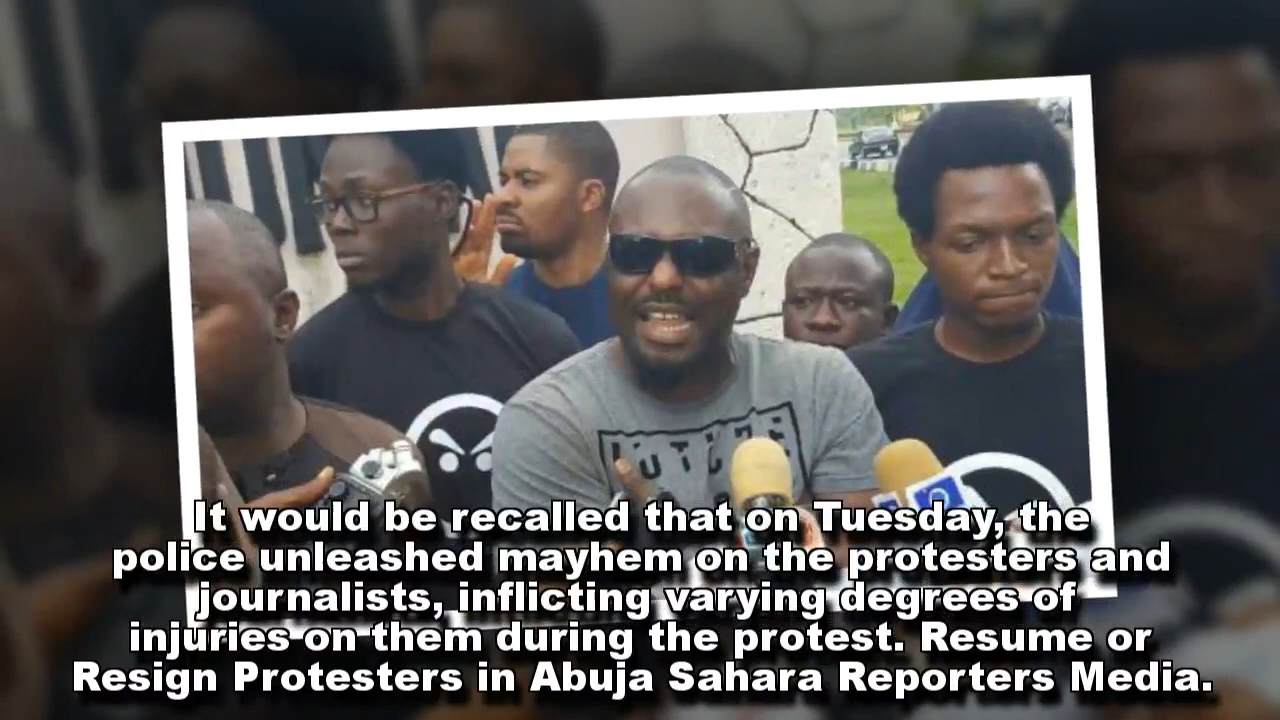 FUTURE
It would be recalled that on Tuesday, the
police unleashed mayhem on the protesters and
journalists, inflicting varying degrees of
injuries on them during the protest. Resume or
Resign Protesters in Abuja Sahara Reporters Media.